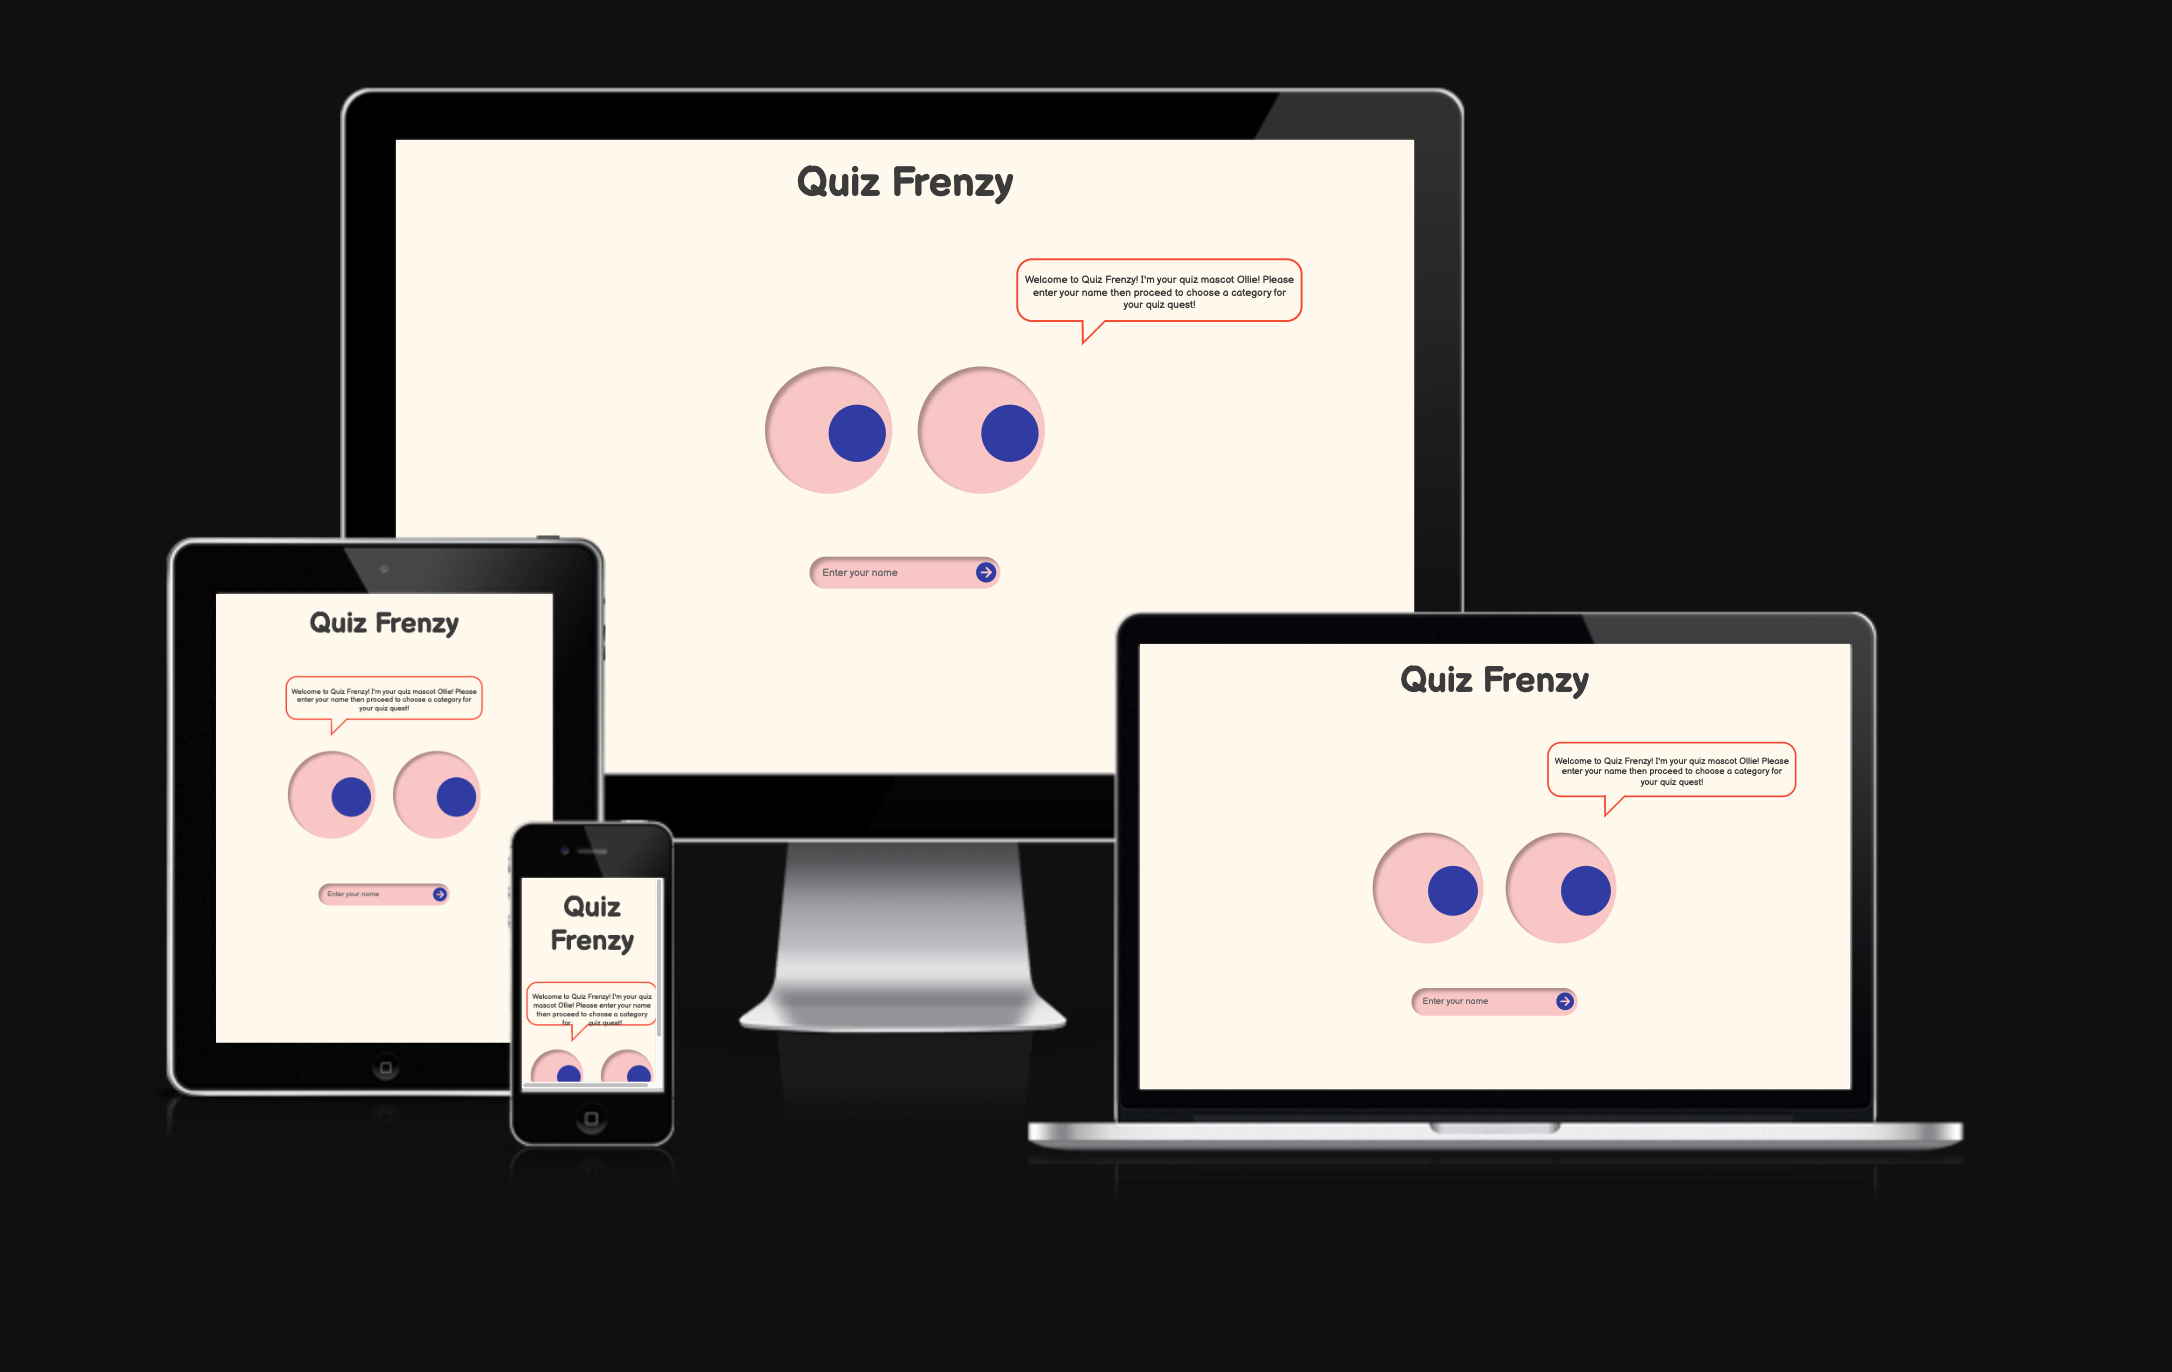 Quiz Frenzy
Welcome to Quiz Frenzy! I'm your quiz mascot Ollie! Please
enter your name then proceed to choose a category for
your quiz quest!
Enter your name
Quiz Frenzy
Welcome to Quiz Frenzy! I'm your quiz mascot Ollie! Please
enter your name then proceed to choose a category for
your quiz quest!
Enter your name
Quiz
Frenzy
Welcome to Quiz Frenzy! I'm your quiz
mascot Ollie! Please enter your name
then proceed to choose a category
for quiz quest!
Quiz Frenzy
Welcome to Quiz Frenzy! I'm your quiz mascot Ollie! Please
enter your name then proceed to choose a category for
your quiz quest!
Enter your name